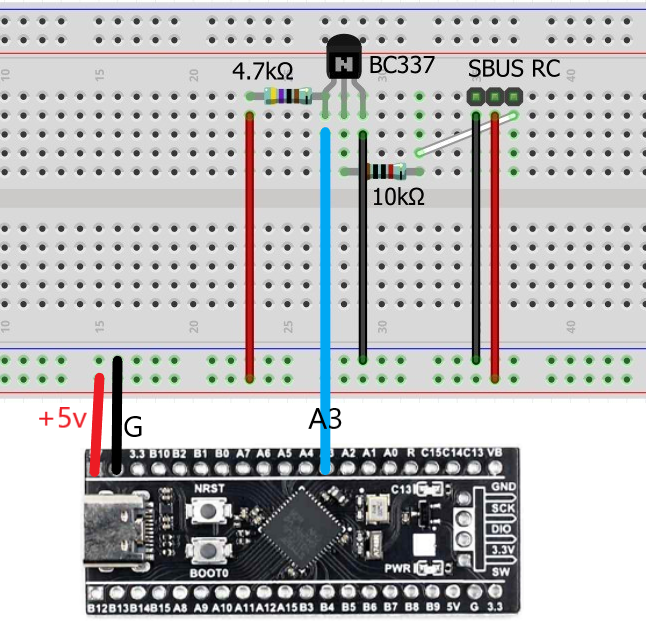 10
15
20
25
30
40
4.7kΩ
BC337
SBUS RC
N
10kΩ
10
15
20
25
30
40
+5v
G
A3
3.3 B10 B2 B1 B0 A7 A6 A5 A4 A2 A1 A0 R C15 C14 C13 VB
NRST
C13
GND
SCK
DIO
3.3V
SW
BOOT0
PWR
B12 B13 B14 B15 A8 A9 A10 A11 A12 A15 B3 B4 B5 B6 B7 B8 B9 5V G 3.3